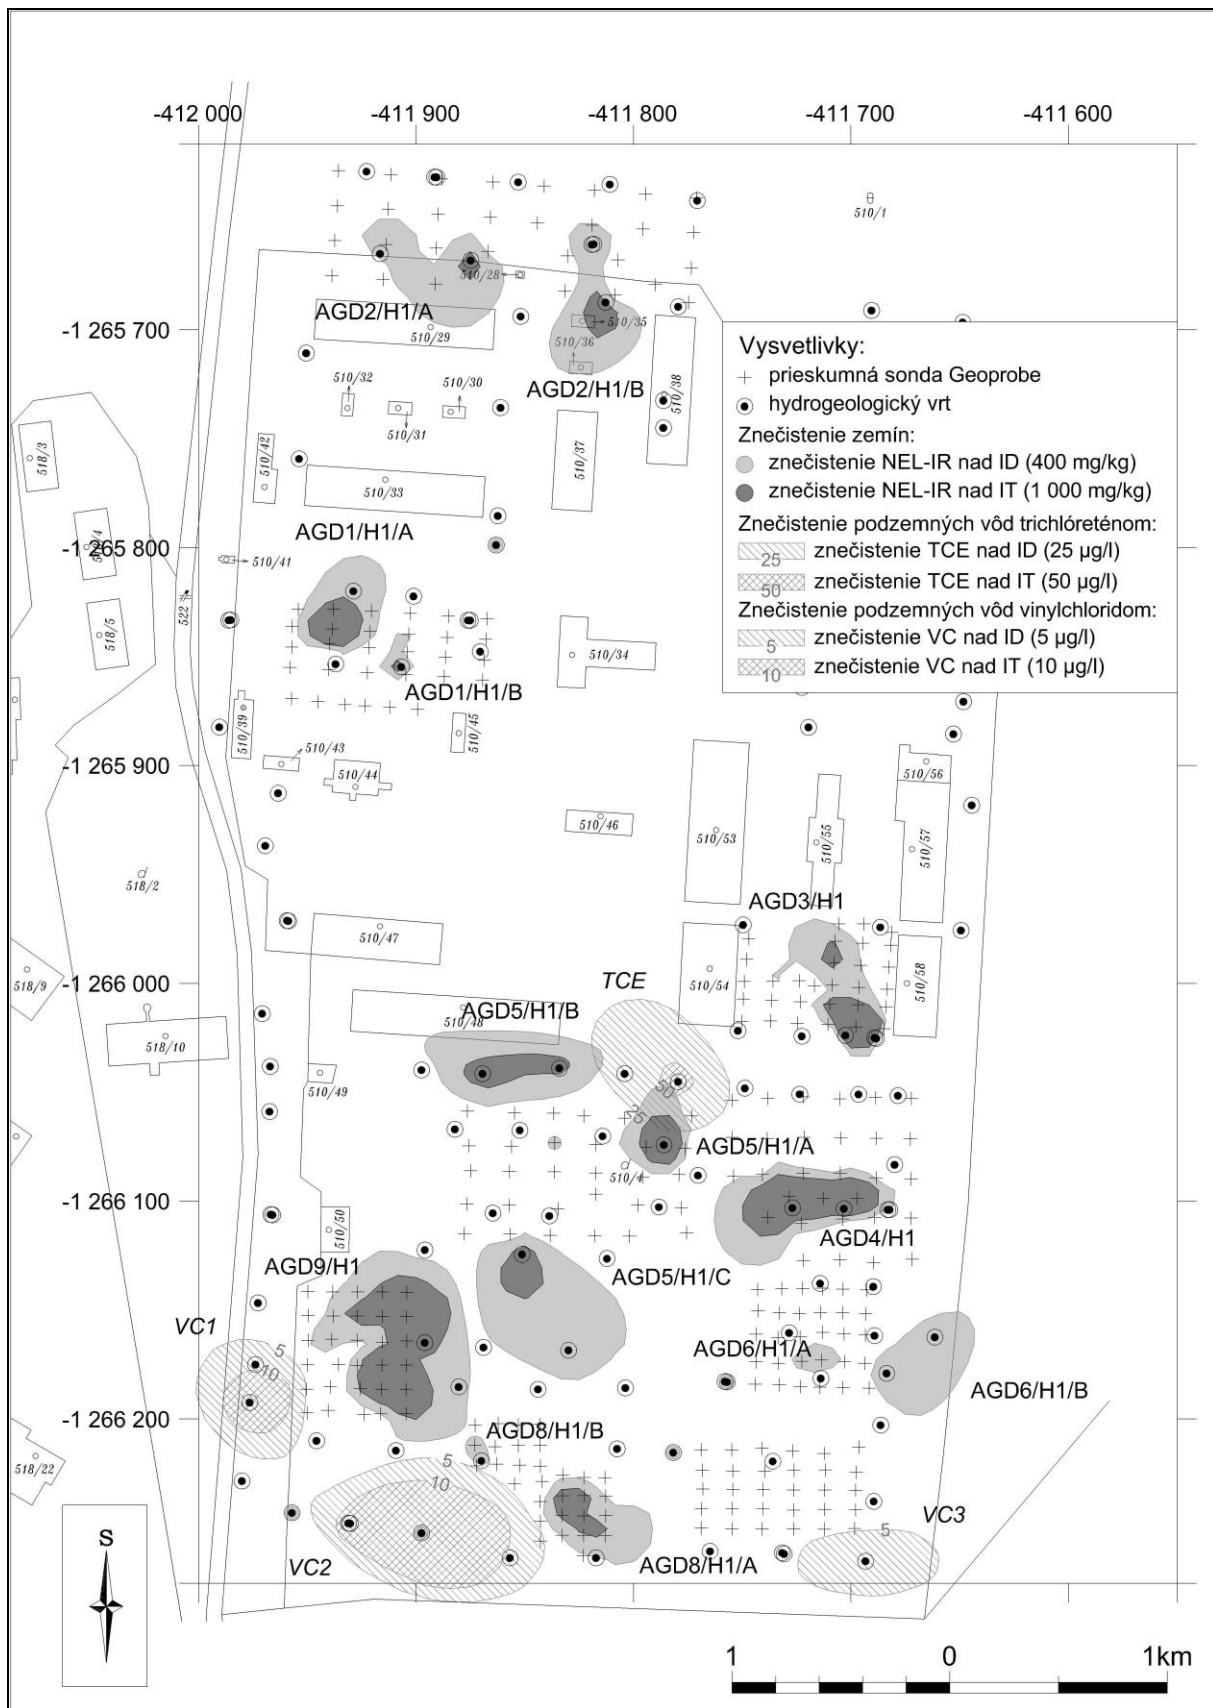 -412 000
-411 900
-411 800
-411 700
-411 600
510/1
510/28
AGD2/H1/A
510/29
510/35
510/36
-1 265 700
AGD2/H1/B
510/38
510/32
510/30
510/31
510/37
Vysvetlivky:
prieskumná sonda Geoprobe
hydrogeologický vrt
Znečistenie zemín:
znečistenie NEL-IR nad ID (400 mg/kg)
znečistenie NEL-IR nad IT (1 000 mg/kg)
Znečistenie podzemných vôd trichlóreténom:
25 znečistenie TCE nad ID (25 µg/l)
50 znečistenie TCE nad IT (50 µg/l)
Znečistenie podzemných vôd vinylchloridom:
5 znečistenie VC nad ID (5 µg/l)
10 znečistenie VC nad IT (10 µg/l)
518/3
510/42
510/33
518/4
AGD1/H1/A
-1 265 800
510/41
522
518/5
510/34
AGD1/H1/B
510/39
510/45
510/43
510/44
-1 265 900
510/56
510/46
510/53
510/55
510/57
518/2
AGD3/H1
510/47
518/9
-1 266 000
TCE
510/54
510/58
AGD5/H1/B
510/48
518/10
510/49
50
25
AGD5/H1/A
510/4
-1 266 100
510/50
AGD4/H1
AGD9/H1
AGD5/H1/C
VC1
5
10
AGD6/H1/A
AGD6/H1/B
-1 266 200
AGD8/H1/B
518/22
5
10
VC3
5
S
VC2
AGD8/H1/A
1 0 1km